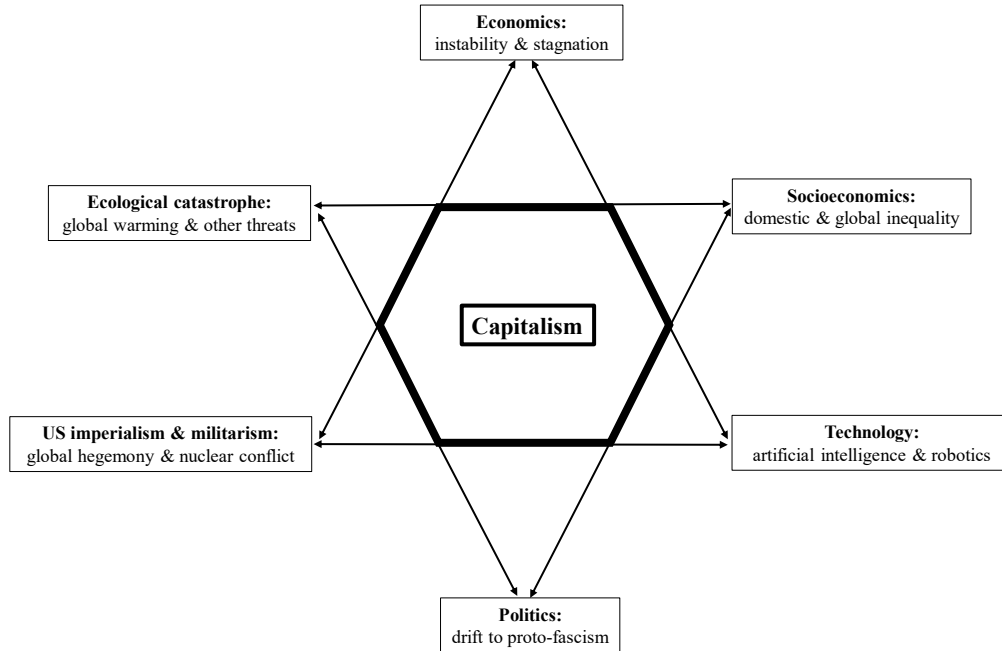 Economics:
instability & stagnation
Ecological catastrophe:
global warming & other threats
Socioeconomics:
domestic & global inequality
Capitalism
US imperialism & militarism:
global hegemony & nuclear conflict
Technology:
artificial intelligence & robotics
Politics:
drift to proto-fascism